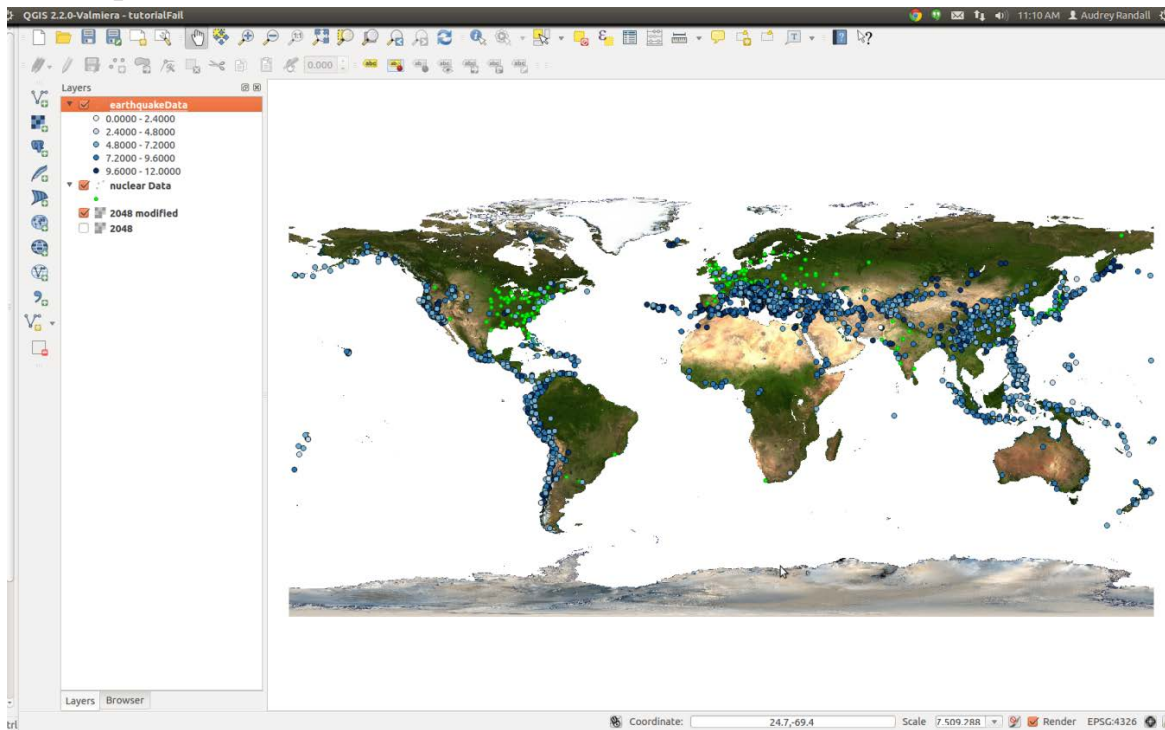 QGIS 2.2.0-Valmiera - tutorialFail
11:10 AM Audrey Randall
0.000
abc
Layers
earthquakeData
0.0000 - 2.4000
2.4000 - 4.8000
4.8000 - 7.2000
7.2000 - 9.6000
9.6000 - 12.0000
nuclear Data
2048 modified
2048
Layers Browser
Coordinate: 24.7,-69.4 Scale 7,509,288 Render EPSG:4326